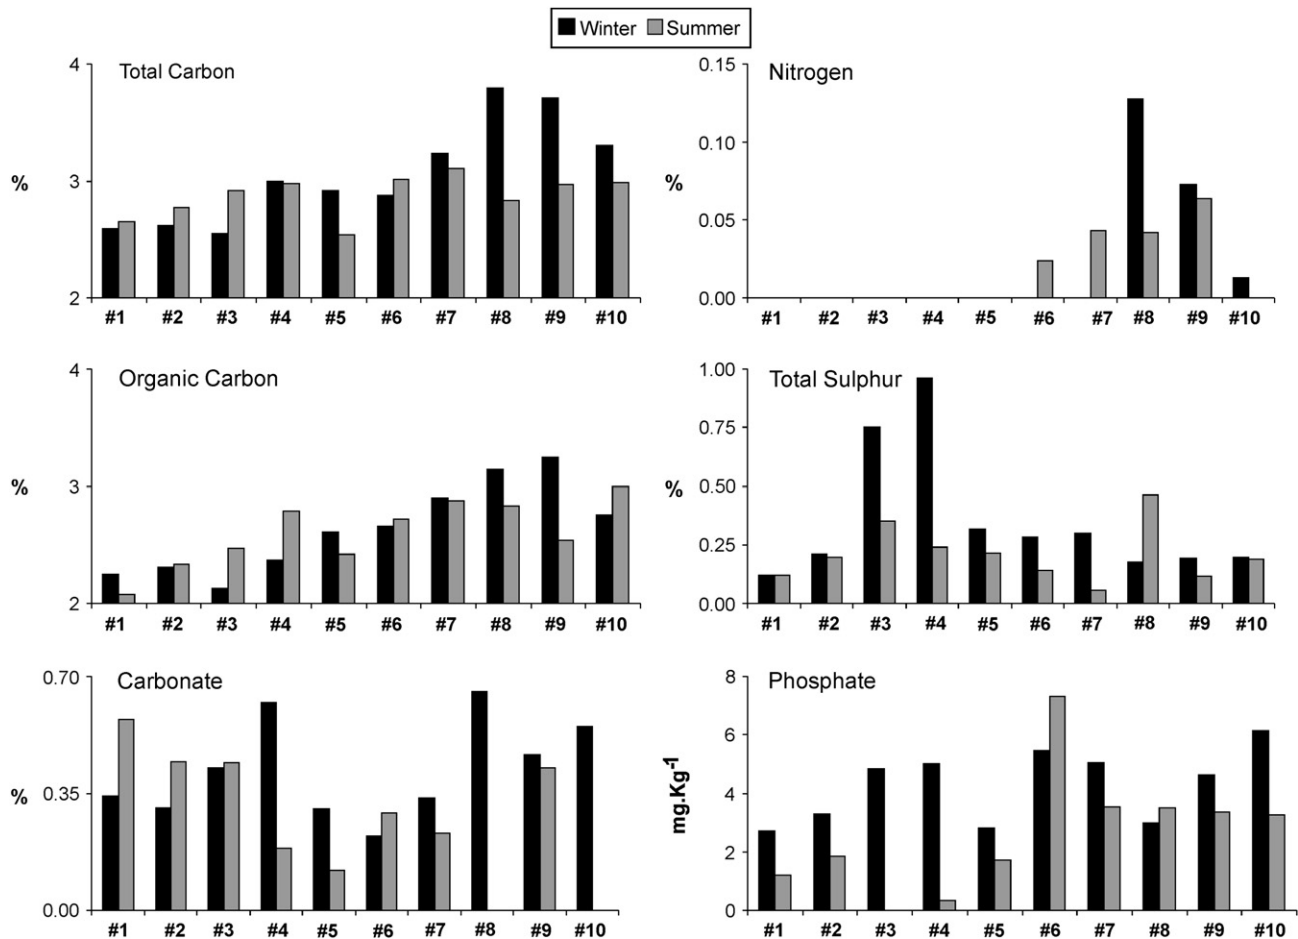 Winter Summer
Total Carbon
4
3
2
%
#1 #2 #3 #4 #5 #6 #7 #8 #9 #10
Nitrogen
0.15
0.10
0.05
0.00
%
#1 #2 #3 #4 #5 #6 #7 #8 #9 #10
Organic Carbon
4
3
2
%
#1 #2 #3 #4 #5 #6 #7 #8 #9 #10
Total Sulphur
1.00
0.75
0.50
0.25
0.00
%
#1 #2 #3 #4 #5 #6 #7 #8 #9 #10
Carbonate
0.70
0.35
0.00
%
#1 #2 #3 #4 #5 #6 #7 #8 #9 #10
Phosphate
8
6
4
2
0
mg.Kg⁻¹
#1 #2 #3 #4 #5 #6 #7 #8 #9 #10